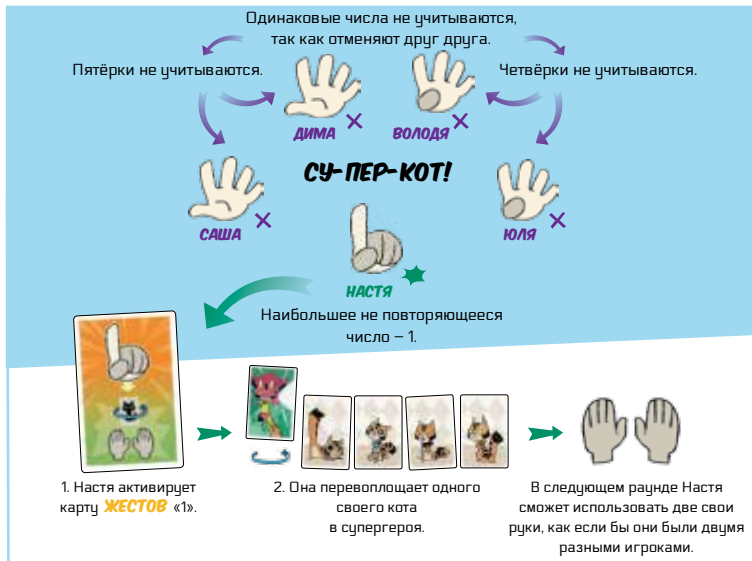 Одинаковые числа не учитываются,
так как отменяют друг друга.
Пятёрки не учитываются.
Четвёрки не учитываются.
ДИМА
ВОЛОДЯ
СУ-ПЕР-КОТ!
САША
ЮЛЯ
НАСТЯ
Наибольшее не повторяющееся
число – 1.
1. Настя активирует
карту ЖЕСТОВ «1».
2. Она перевоплощает одного
своего кота
в супергероя.
В следующем раунде Настя
сможет использовать две свои
руки, как если бы они были двумя
разными игроками.